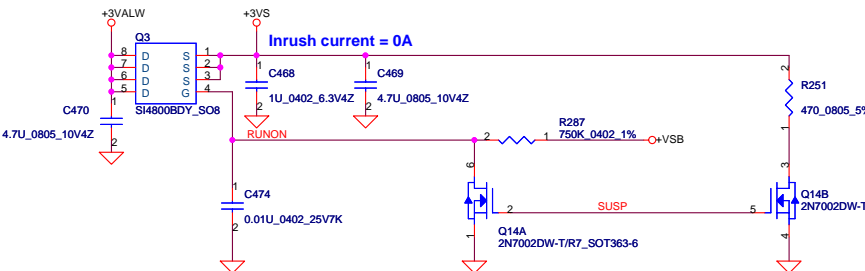 +3VALW
+3VS
Inrush current = 0A
Q3
8 D S 1
7 D S 2
6 D S 3
5 D G 4
SI4800BDY_SO8
C470
4.7U_0805_10V4Z
1
2
1
C468
1U_0402_6.3V4Z
2
1
C469
4.7U_0805_10V4Z
2
2
R251
470_0805_5%
1
RUNON
2
R287
750K_0402_1%
1
+VSB
1
C474
0.01U_0402_25V7K
2
6
2
1
Q14A
2N7002DW-T/R7_SOT363-6
SUSP
3
5
4
Q14B
2N7002DW-T